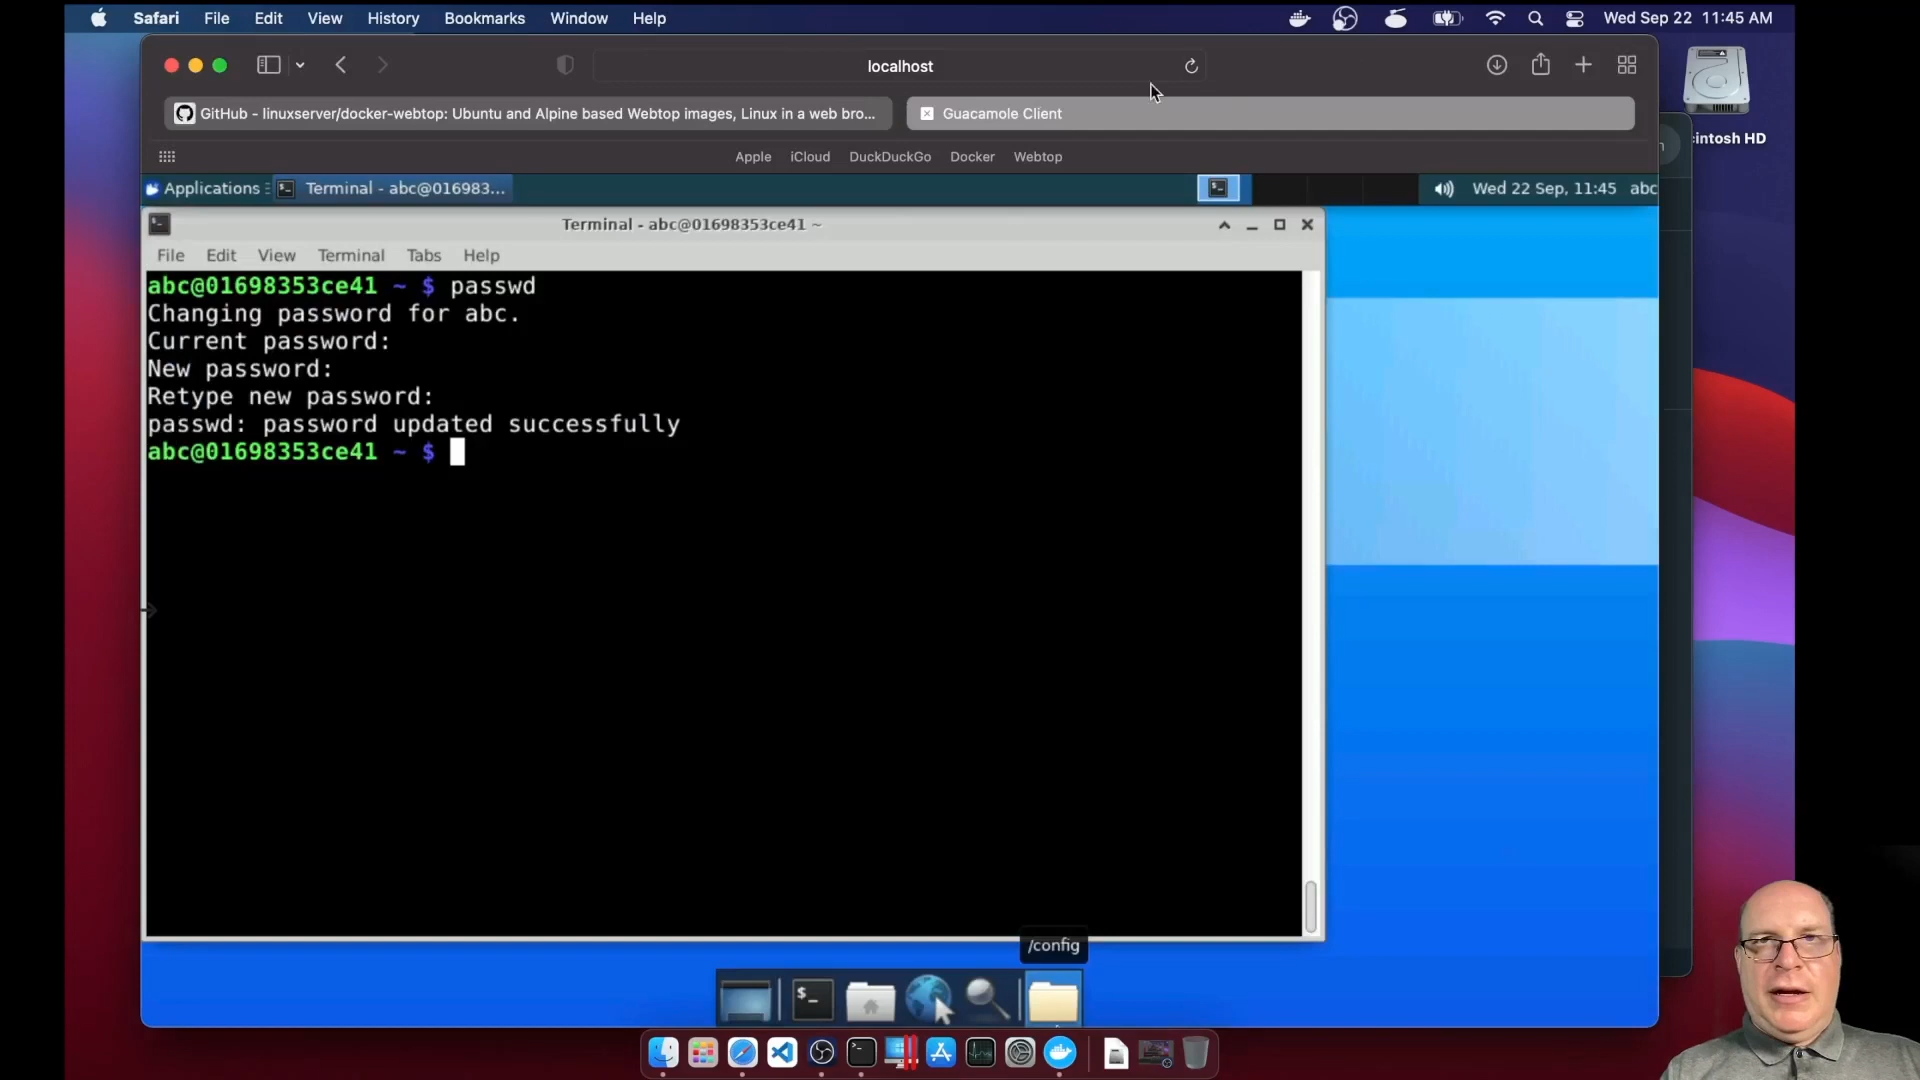 Safari File Edit View History Bookmarks Window Help Wed Sep 22 11:45 AM
localhost
GitHub - linuxserver/docker-webtop: Ubuntu and Alpine based Webtop images, Linux in a web bro... Guacamole Client
intosh HD
Apple iCloud DuckDuckGo Docker Webtop
Applications Terminal - abc@016983... Wed 22 Sep, 11:45 abc
Terminal - abc@01698353ce41 ~
File Edit View Terminal Tabs Help
abc@01698353ce41 ~ $ passwd
Changing password for abc.
Current password:
New password:
Retype new password:
passwd: password updated successfully
abc@01698353ce41 ~ $
/config